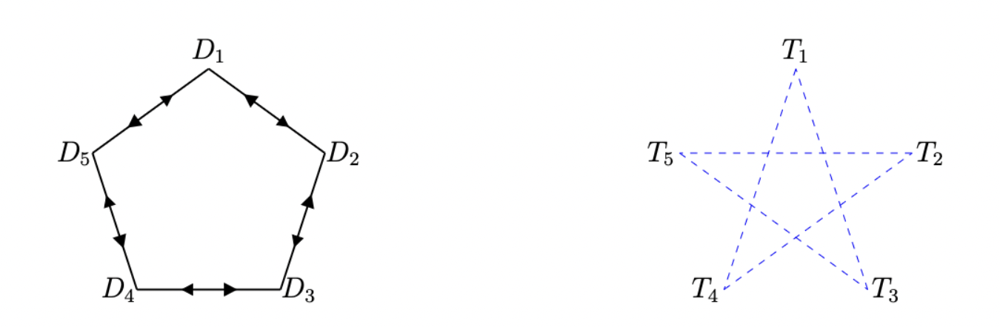 D₁
T₁
D₅
D₂
T₅
T₂
D₄
D₃
T₄
T₃